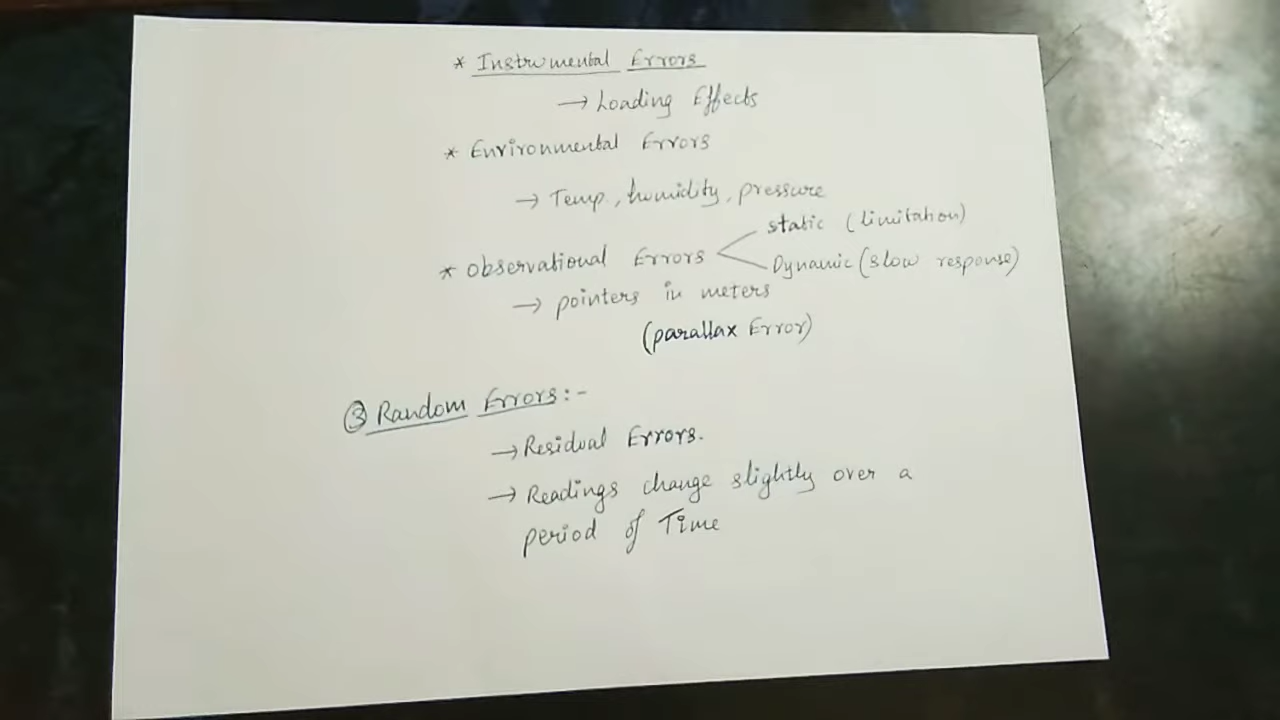 * Instrumental Errors
→ Loading Effects
* Environmental Errors
→ Temp, humidity, pressure
static (limitation)
* Observational Errors
Dynamic (slow response)
→ pointers in meters
(parallax Error)
③ Random Errors:-
→ Residual Errors.
→ Readings change slightly over a
period of Time